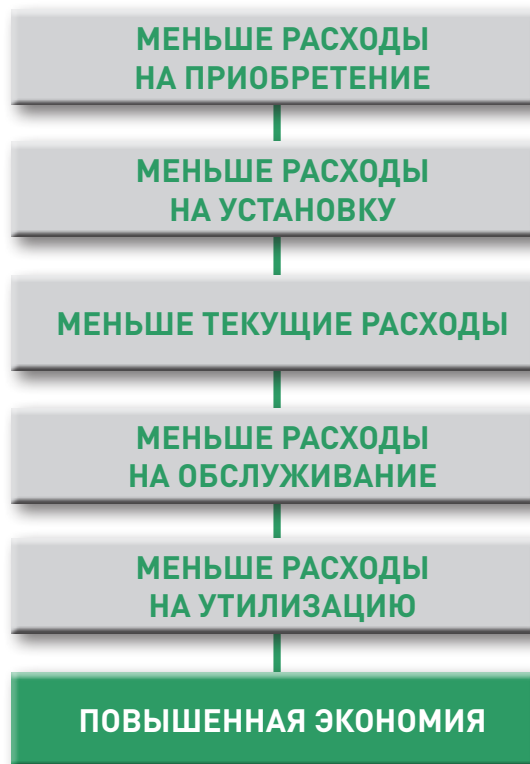 МЕНЬШЕ РАСХОДЫ
НА ПРИОБРЕТЕНИЕ
МЕНЬШЕ РАСХОДЫ
НА УСТАНОВКУ
МЕНЬШЕ ТЕКУЩИЕ РАСХОДЫ
МЕНЬШЕ РАСХОДЫ
НА ОБСЛУЖИВАНИЕ
МЕНЬШЕ РАСХОДЫ
НА УТИЛИЗАЦИЮ
ПОВЫШЕННАЯ ЭКОНОМИЯ